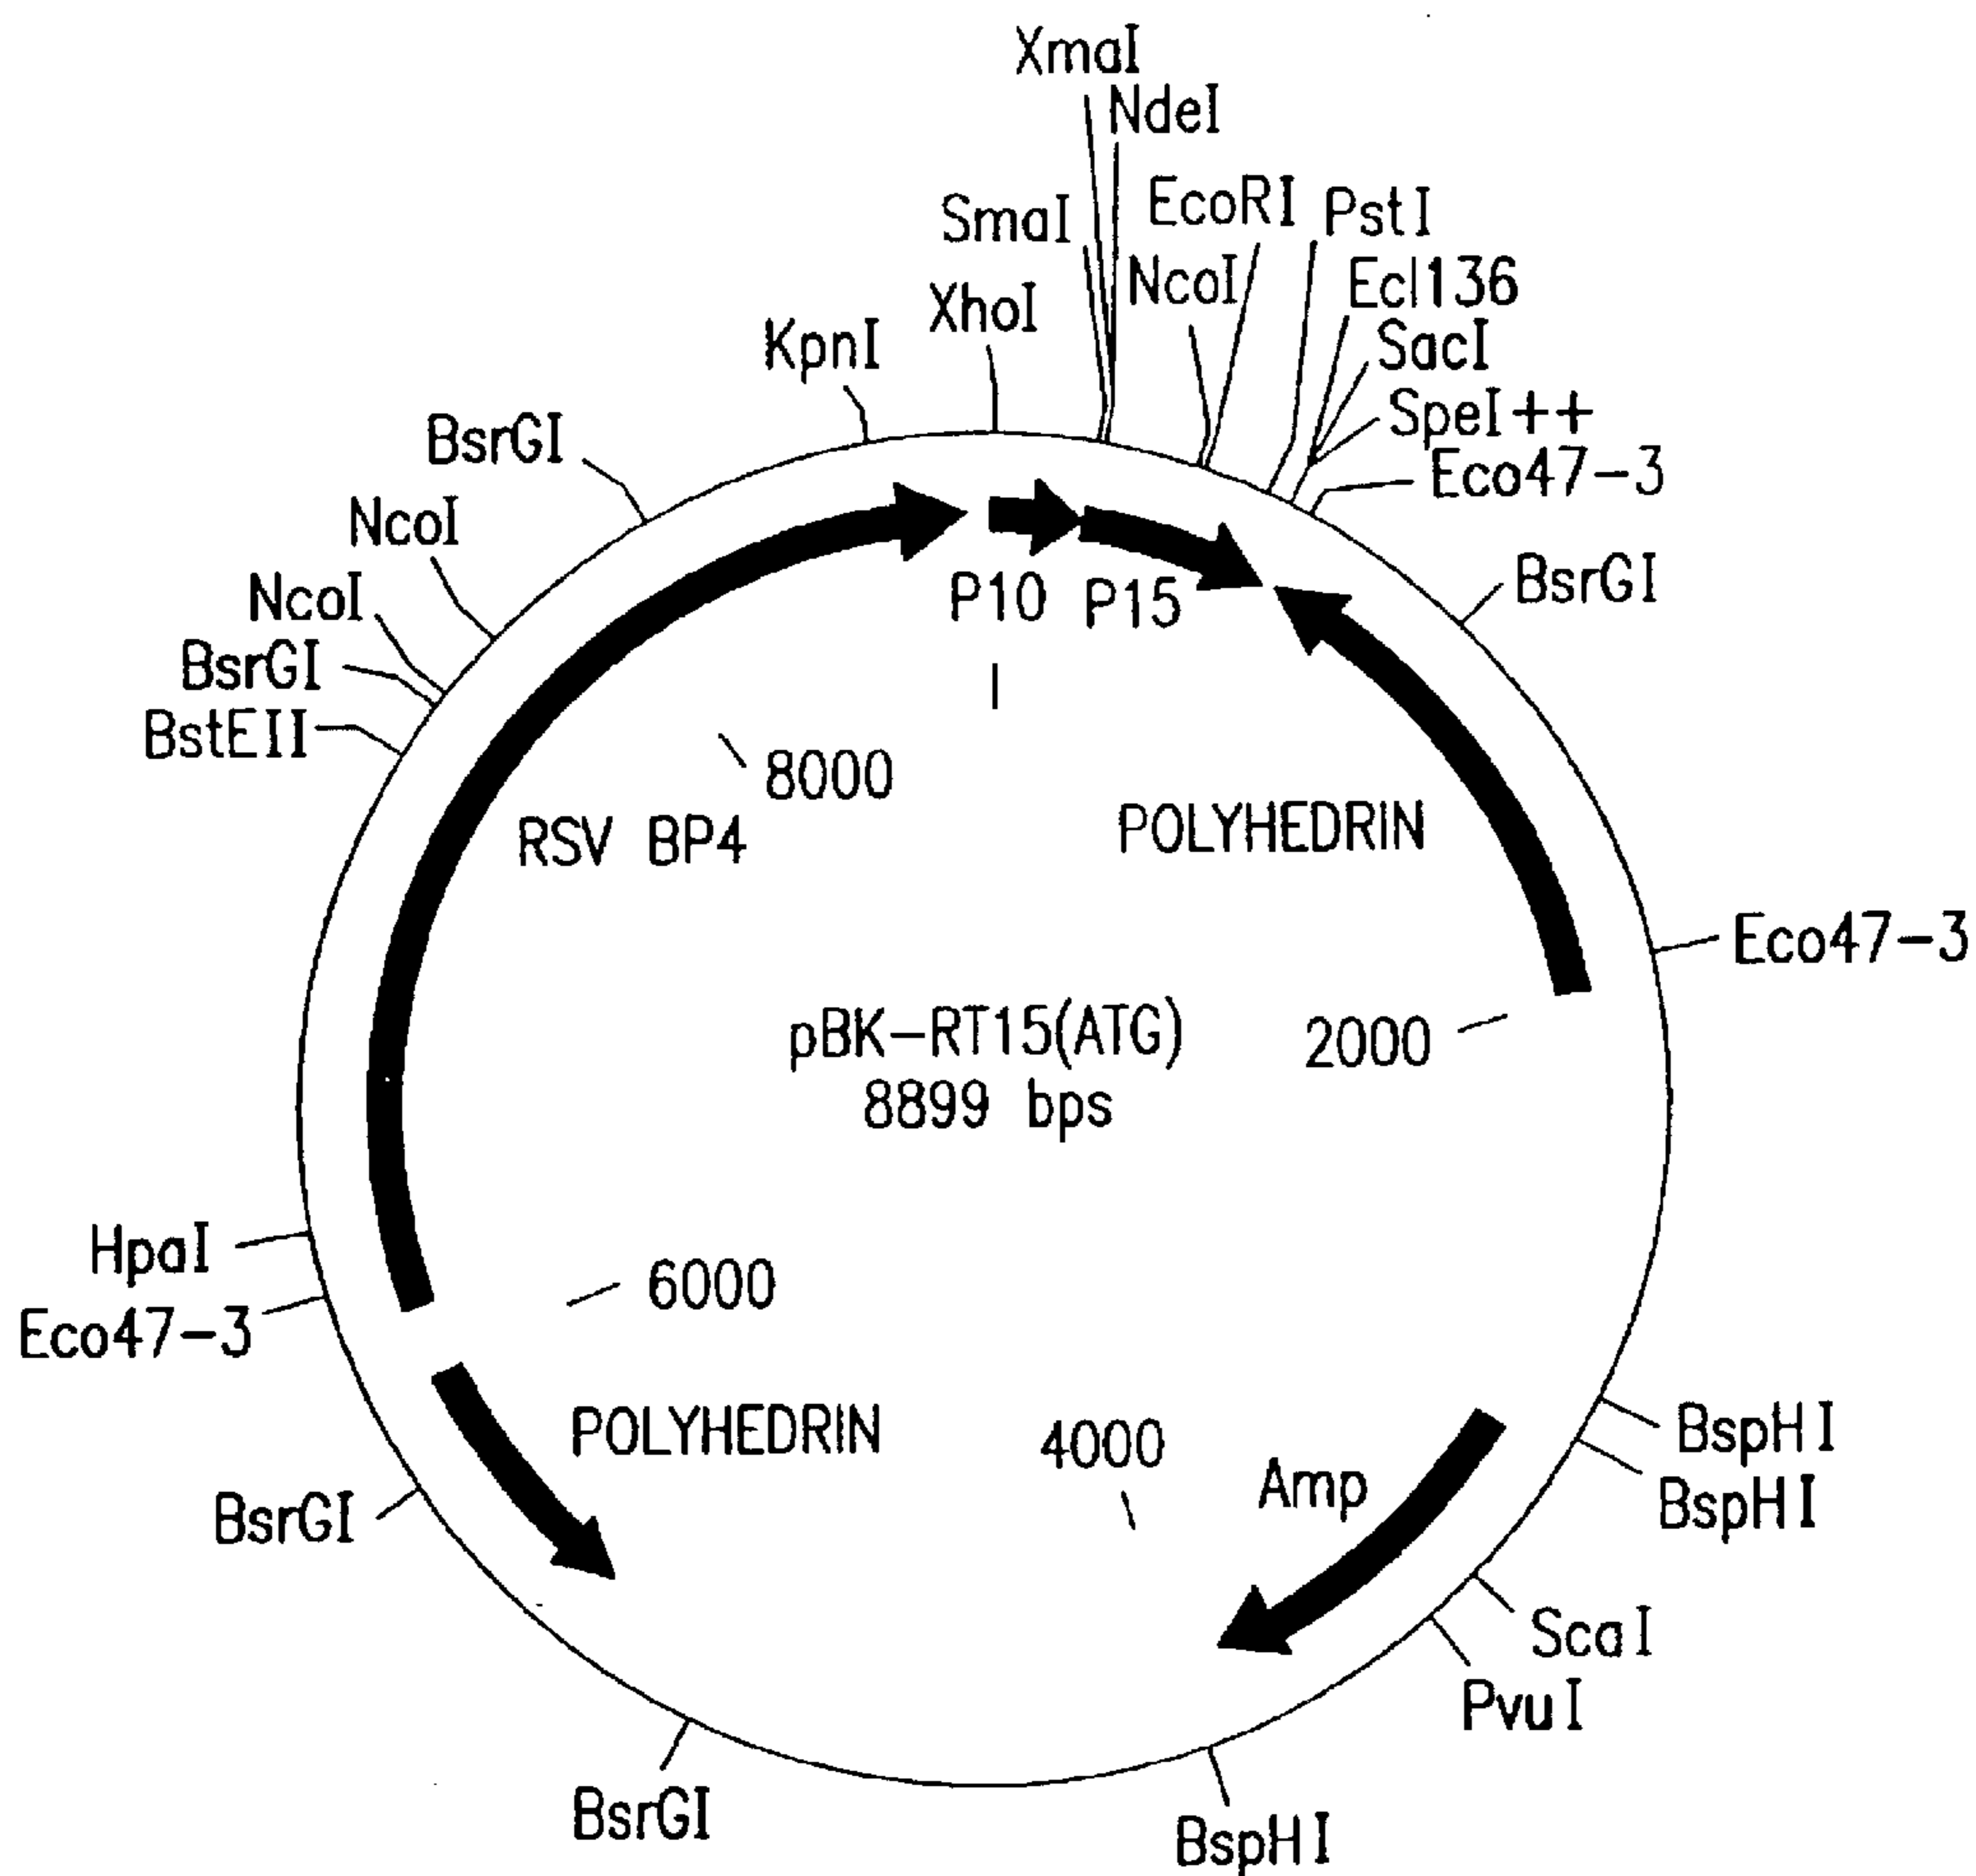 XmaI
NdeI
SmaI
EcoRI
PstI
NcoI
Ecl136
XhoI
SacI
KpnI
SpeI++
BsrGI
Eco47-3
NcoI
BsrGI
NcoI
P10
P15
BsrGI
BstEII
8000
POLYHEDRIN
RSV BP4
Eco47-3
pBK-RT15(ATG)
2000
8899 bps
HpaI
6000
Eco47-3
POLYHEDRIN
4000
BspHI
Amp
BspHI
BsrGI
ScaI
PvuI
BsrGI
BspHI